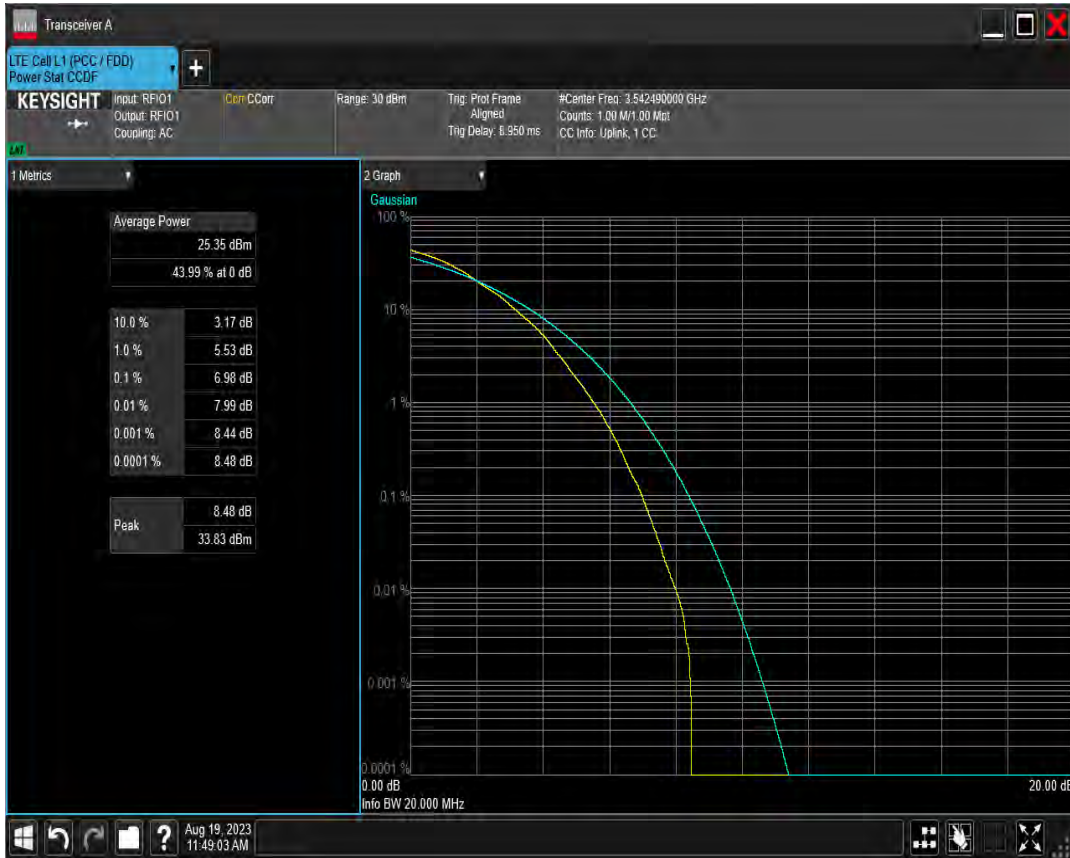 Transceiver A
LTE Cell L1 (PCC / FDD)
Power Stat CCDF
+
KEYSIGHT
Input: RFIO1
Output: RFIO1
Coupling: AC
Corr CCorr
Range: 30 dBm
Trig: Prot Frame
Aligned
Trig Delay: 8.950 ms
#Center Freq: 3.542490000 GHz
Counts: 1.00 M/1.00 Mpt
CC Info: Uplink, 1 CC
1 Metrics
Average Power
25.35 dBm
43.99 % at 0 dB
10.0 % 3.17 dB
1.0 % 5.53 dB
0.1 % 6.98 dB
0.01 % 7.99 dB
0.001 % 8.44 dB
0.0001 % 8.48 dB
Peak 8.48 dB
33.83 dBm
2 Graph
Gaussian
100 %
10 %
1 %
0.1 %
0.01 %
0.001 %
0.0001 %
0.00 dB
20.00 dB
Info BW 20.000 MHz
?
Aug 19, 2023
11:49:03 AM